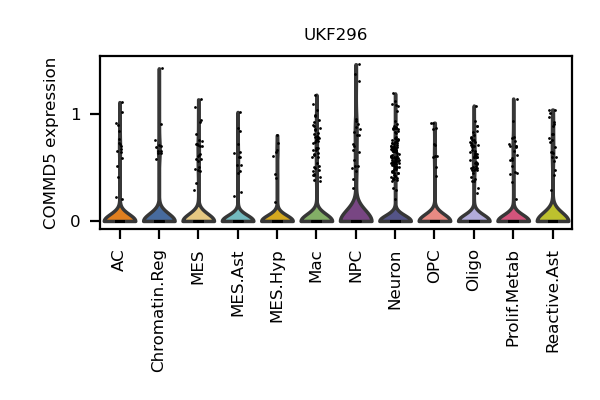 UKF296
COMMD5 expression
1
0
AC
Chromatin.Reg
MES
MES.Ast
MES.Hyp
Mac
NPC
Neuron
OPC
Oligo
Prolif.Metab
Reactive.Ast